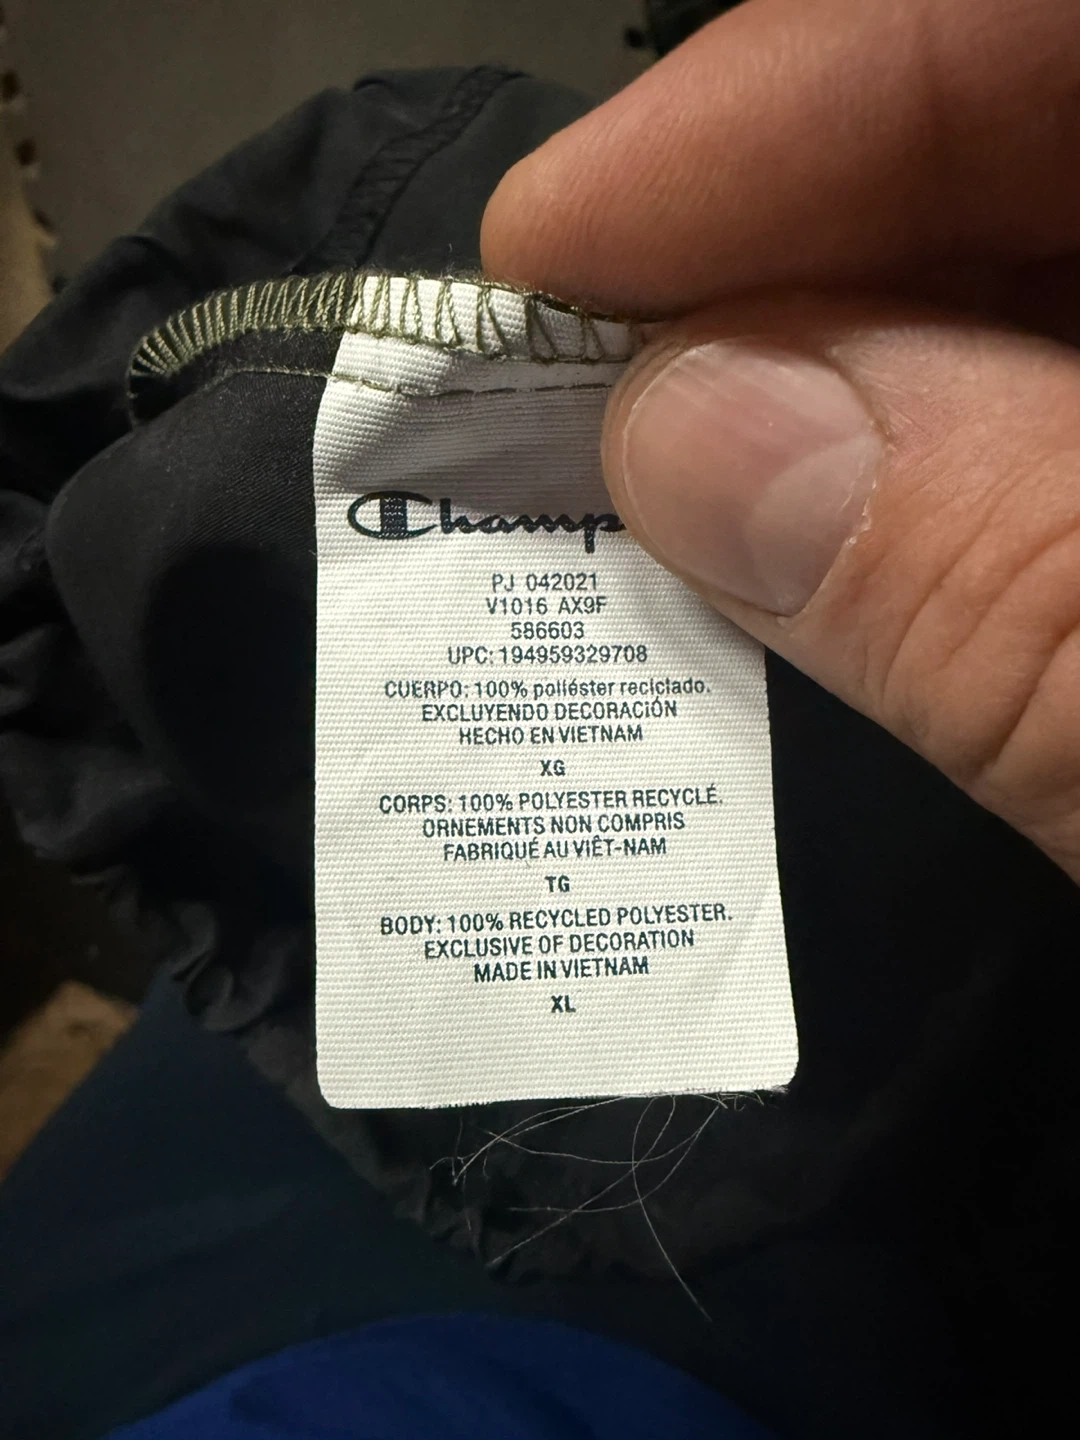 Champ
PJ 042021
V1016 AX9F
586603
UPC: 194959329708
CUERPO: 100% poliéster reciclado.
EXCLUYENDO DECORACiÓN
HECHO EN VIETNAM
XG
CORPS: 100% POLYESTER RECYCLÉ.
ORNEMENTS NON COMPRIS
FABRIQUÉ AU VIÊT-NAM
TG
BODY: 100% RECYCLED POLYESTER.
EXCLUSIVE OF DECORATION
MADE IN VIETNAM
XL